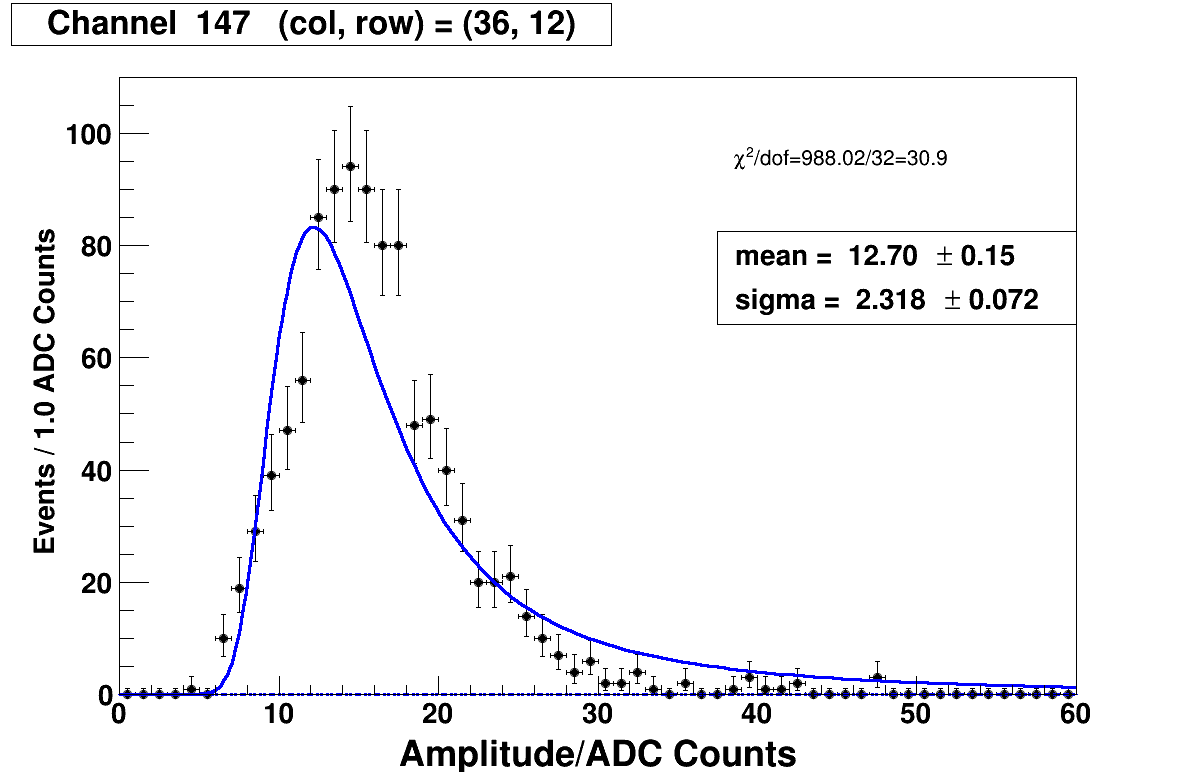 Channel 147 (col, row) = (36, 12)
Events / 1.0 ADC Counts
100
80
60
40
20
0
χ²/dof=988.02/32=30.9
mean = 12.70 ± 0.15
sigma = 2.318 ± 0.072
0 10 20 30 40 50 60
Amplitude/ADC Counts